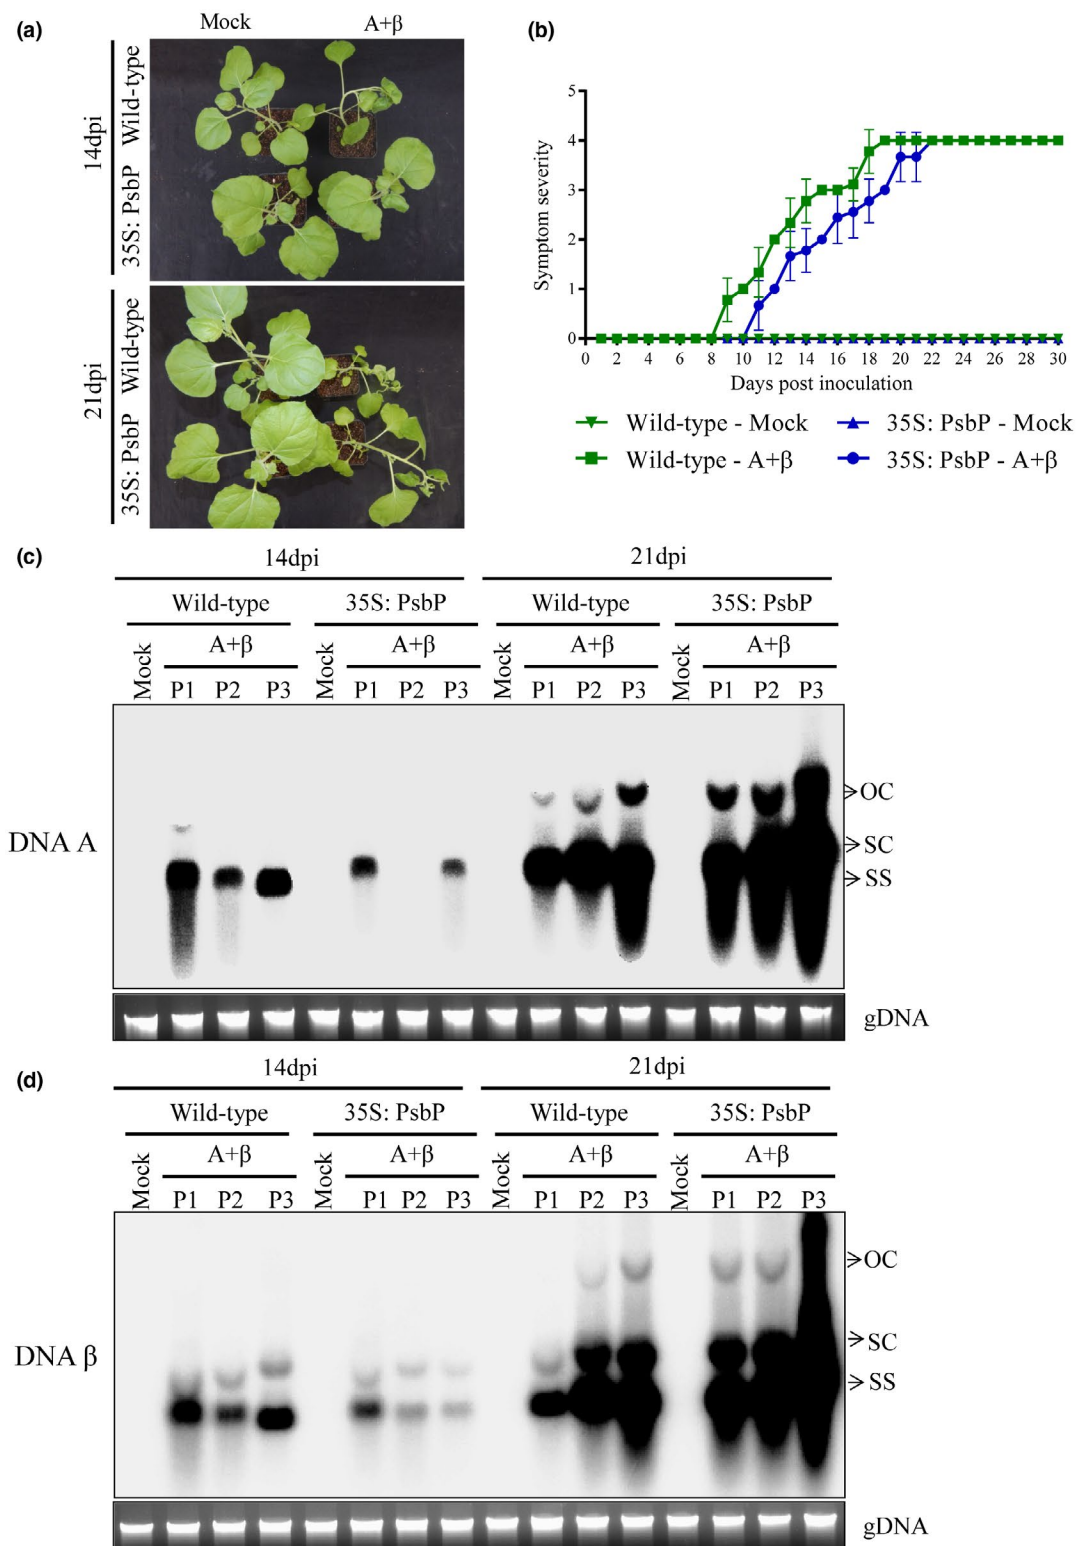 (a)
Mock A+β
14dpi
Wild-type
35S: PsbP
21dpi
Wild-type
35S: PsbP
(b)
Symptom severity
5
4
3
2
1
0
0 2 4 6 8 10 12 14 16 18 20 22 24 26 28 30
Days post inoculation
Wild-type - Mock 35S: PsbP - Mock
Wild-type - A+β 35S: PsbP - A+β
(c)
14dpi 21dpi
Wild-type 35S: PsbP Wild-type 35S: PsbP
A+β A+β A+β A+β
Mock P1 P2 P3 Mock P1 P2 P3 Mock P1 P2 P3 Mock P1 P2 P3
DNA A
OC
SC
SS
gDNA
(d)
14dpi 21dpi
Wild-type 35S: PsbP Wild-type 35S: PsbP
A+β A+β A+β A+β
Mock P1 P2 P3 Mock P1 P2 P3 Mock P1 P2 P3 Mock P1 P2 P3
DNA β
OC
SC
SS
gDNA